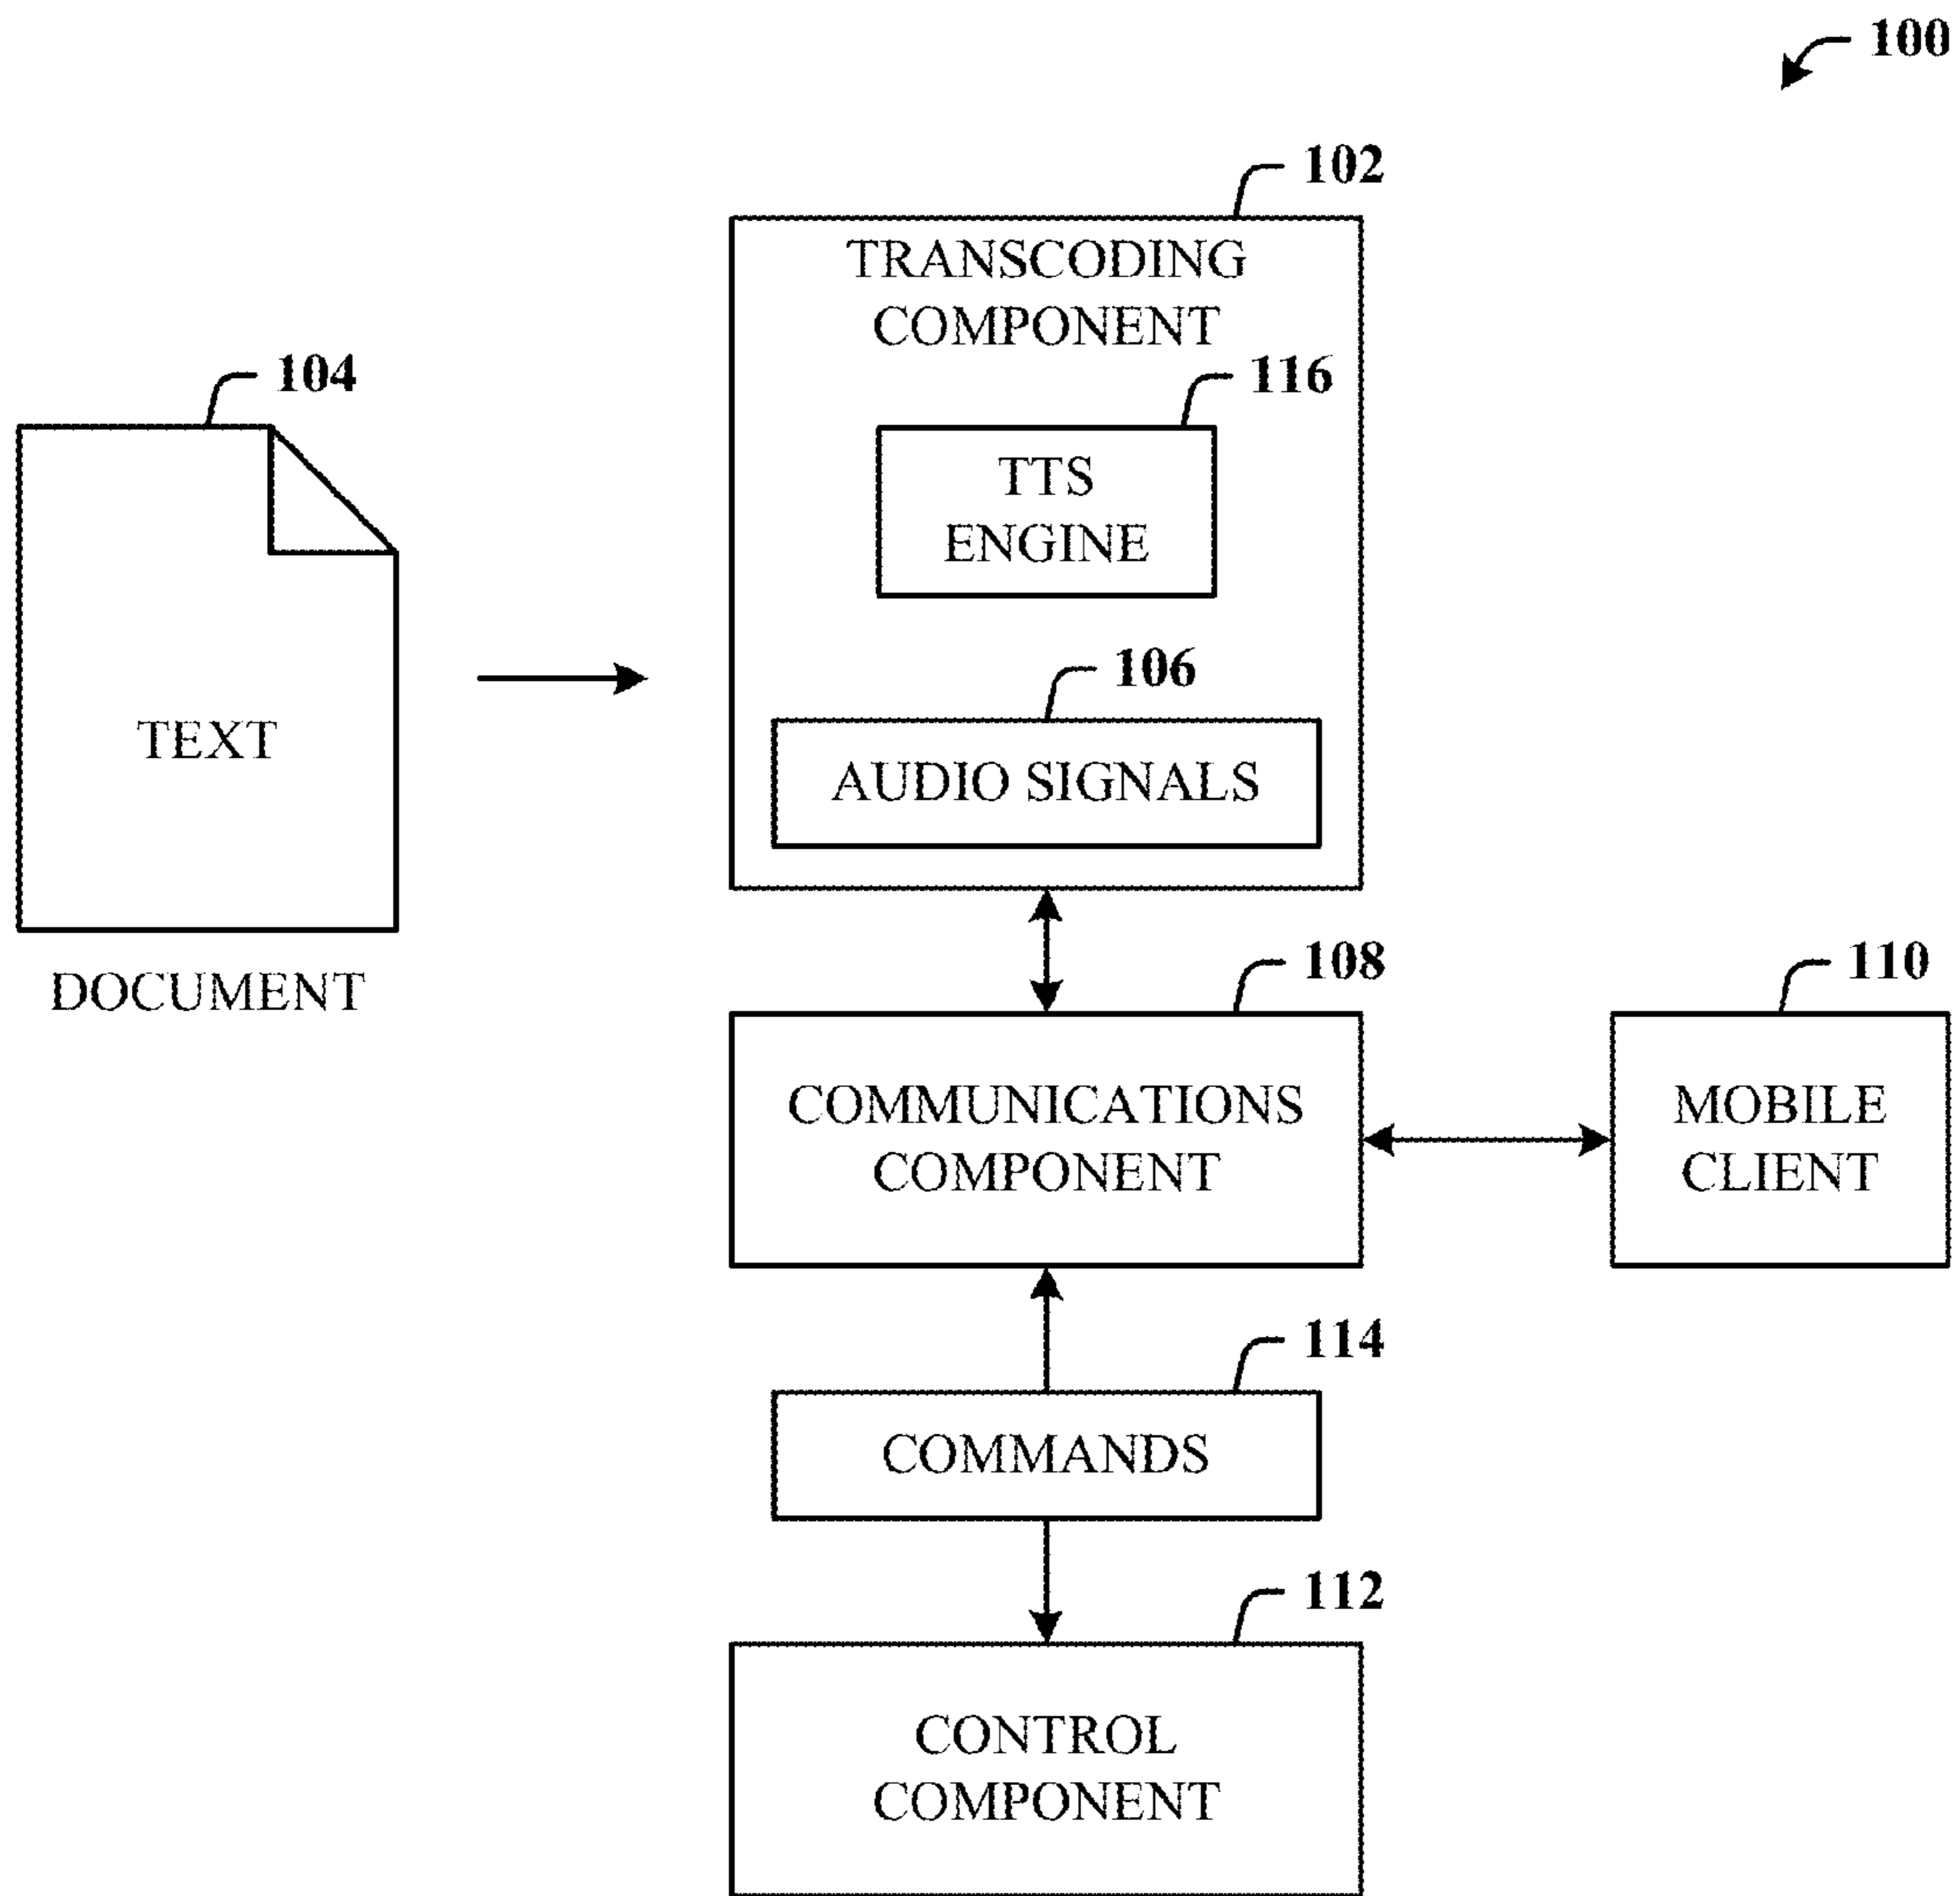 100
102
TRANSCODING
COMPONENT
104
116
TTS
ENGINE
TEXT
106
AUDIO SIGNALS
DOCUMENT
108
110
COMMUNICATIONS
COMPONENT
MOBILE
CLIENT
114
COMMANDS
112
CONTROL
COMPONENT